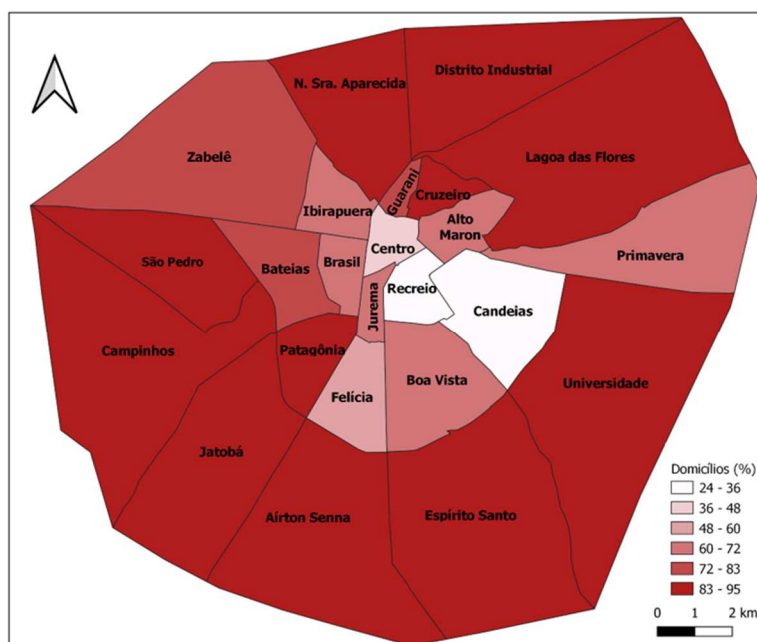 N. Sra. Aparecida
Distrito Industrial
Zabelê
Lagoa das Flores
Guarani
Cruzeiro
Ibirapuera
Alto
Maron
Centro
Primavera
São Pedro
Bateias
Brasil
Recreio
Jurema
Candeias
Campinhos
Patagônia
Boa Vista
Universidade
Felícia
Jatobá
Aírton Senna
Espírito Santo
Domicílios (%)
24 - 36
36 - 48
48 - 60
60 - 72
72 - 83
83 - 95
0 1 2 km